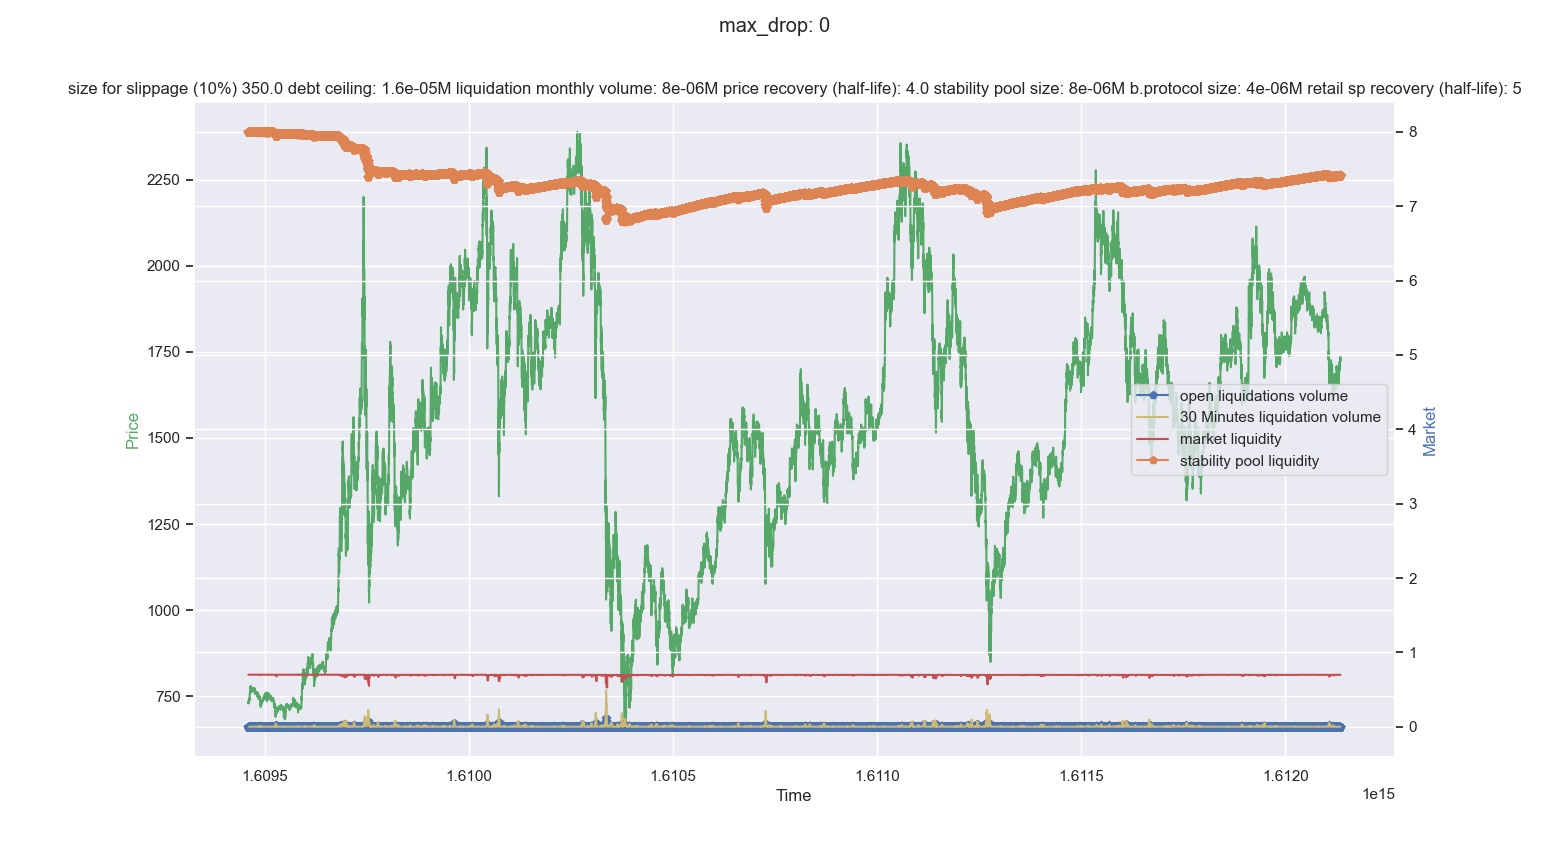 max_drop: 0
size for slippage (10%) 350.0 debt ceiling: 1.6e-05M liquidation monthly volume: 8e-06M price recovery (half-life): 4.0 stability pool size: 8e-06M b.protocol size: 4e-06M retail sp recovery (half-life): 5
8
2250
7
2000
6
1750
5
open liquidations volume
30 Minutes liquidation volume
market liquidity
stability pool liquidity
Price
Market
1500
4
3
1250
2
1000
1
750
0
1.6095 1.6100 1.6105 1.6110 1.6115 1.6120
Time
1e15